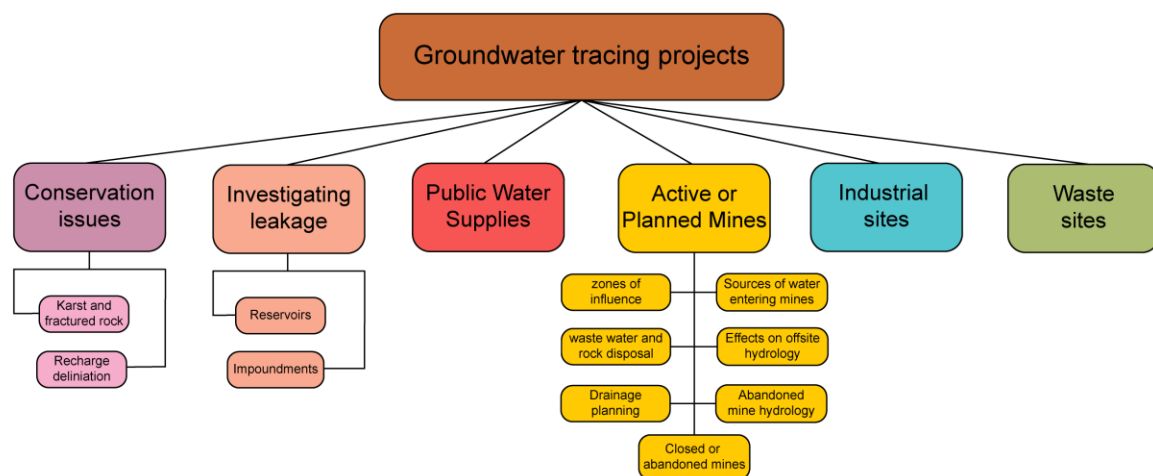 Groundwater tracing projects
Conservation
issues
Investigating
leakage
Public Water
Supplies
Active or
Planned Mines
Industrial
sites
Waste
sites
Karst and
fractured rock
Recharge
deliniation
Reservoirs
Impoundments
zones of
influence
Sources of water
entering mines
waste water and
rock disposal
Effects on offsite
hydrology
Drainage
planning
Abandoned
mine hydrology
Closed or
abandoned mines